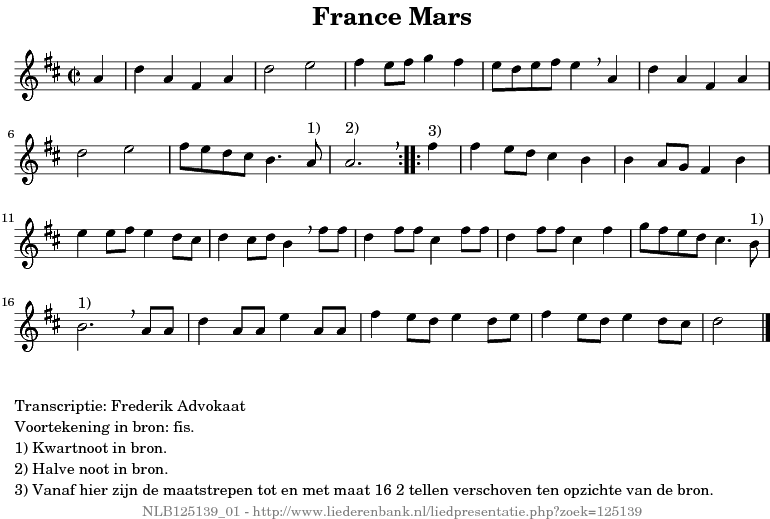 France Mars
1) 2) 3)
6
11
1)
16
1)
Transcriptie: Frederik Advokaat
Voortekening in bron: fis.
1) Kwartnoot in bron.
2) Halve noot in bron.
3) Vanaf hier zijn de maatstrepen tot en met maat 16 2 tellen verschoven ten opzichte van de bron.
NLB125139_01 - http://www.liederenbank.nl/liedpresentatie.php?zoek=125139